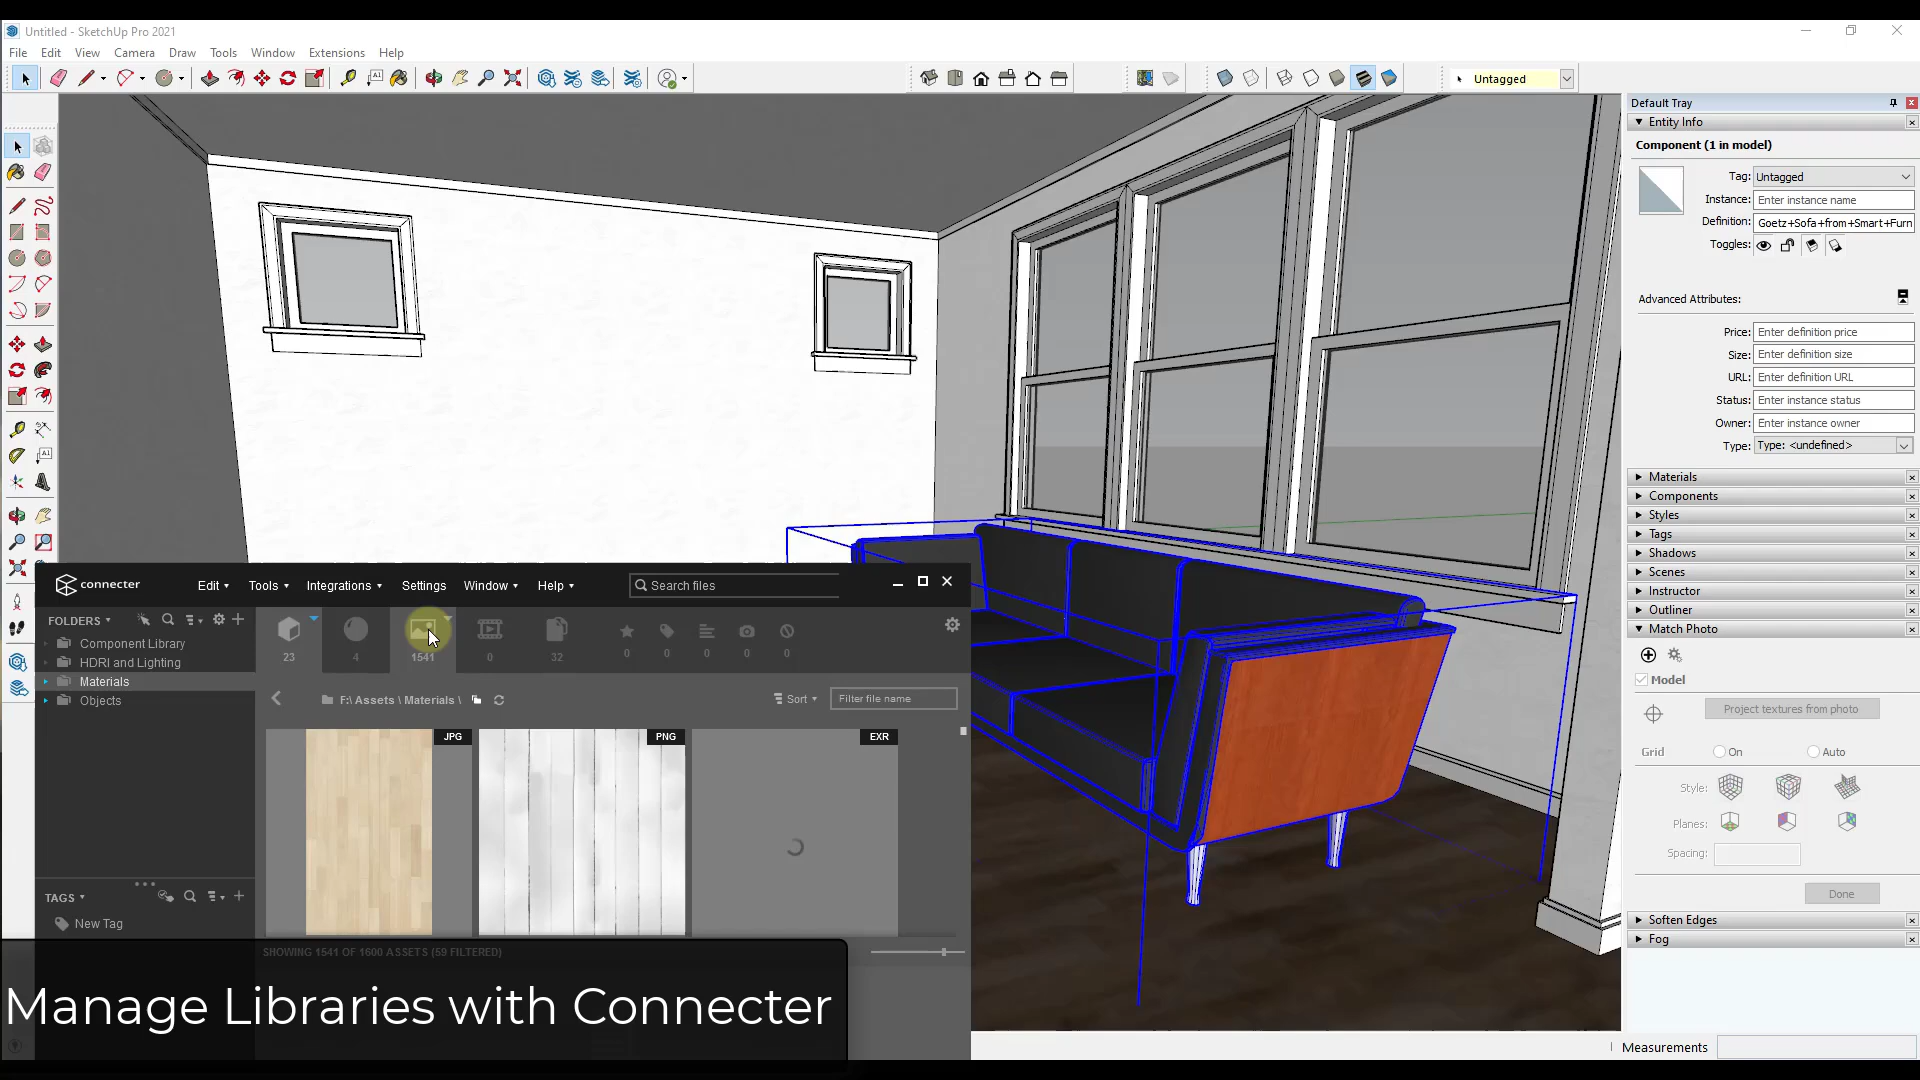 Untitled - SketchUp Pro 2021
File Edit View Camera Draw Tools Window Extensions Help
Untagged
Default Tray
Entity Info
Component (1 in model)
Tag: Untagged
Instance: Enter instance name
Definition: Goetz+Sofa+from+Smart+Furn
Toggles:
Advanced Attributes:
Price: Enter definition price
Size: Enter definition size
URL: Enter definition URL
Status: Enter instance status
Owner: Enter instance owner
Type: Type: <undefined>
Materials
Components
Styles
Tags
Shadows
Scenes
Instructor
Outliner
Match Photo
Model
Project textures from photo
Grid On Auto
Style:
Planes:
Spacing:
Done
Soften Edges
Fog
Measurements
connecter Edit Tools Integrations Settings Window Help Search files
FOLDERS
Component Library
HDRI and Lighting
Materials
Objects
23 4 1541 0 32 0 0 0 0 0
F:\ Assets \ Materials \ Sort Filter file name
JPG PNG EXR
TAGS
New Tag
SHOWING 1541 OF 1600 ASSETS (59 FILTERED)
Manage Libraries with Connecter